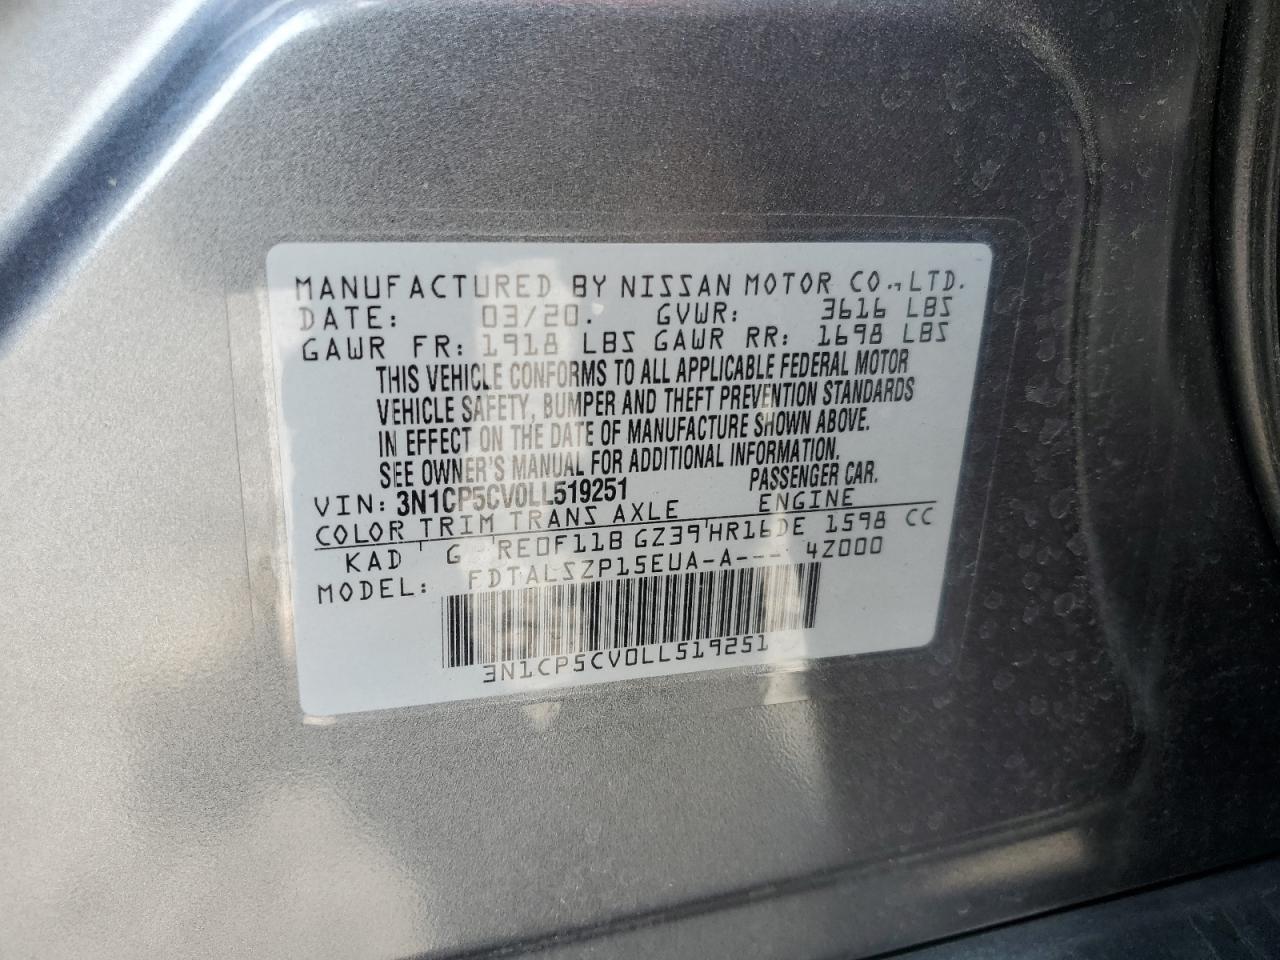 MANUFACTURED BY NISSAN MOTOR CO., LTD.
DATE: 03/20. GVWR: 3616 LBS
GAWR FR: 1918 LBS GAWR RR: 1698 LBS
THIS VEHICLE CONFORMS TO ALL APPLICABLE FEDERAL MOTOR
VEHICLE SAFETY, BUMPER AND THEFT PREVENTION STANDARDS
IN EFFECT ON THE DATE OF MANUFACTURE SHOWN ABOVE.
SEE OWNER'S MANUAL FOR ADDITIONAL INFORMATION.
VIN: 3N1CP5CV0LL519251 PASSENGER CAR.
COLOR TRIM TRANS AXLE ENGINE
KAD G RE0F11B GZ39 HR16DE 1598 CC
MODEL: FDTALSZP15EUA-A--- 4Z000
3N1CP5CV0LL519251